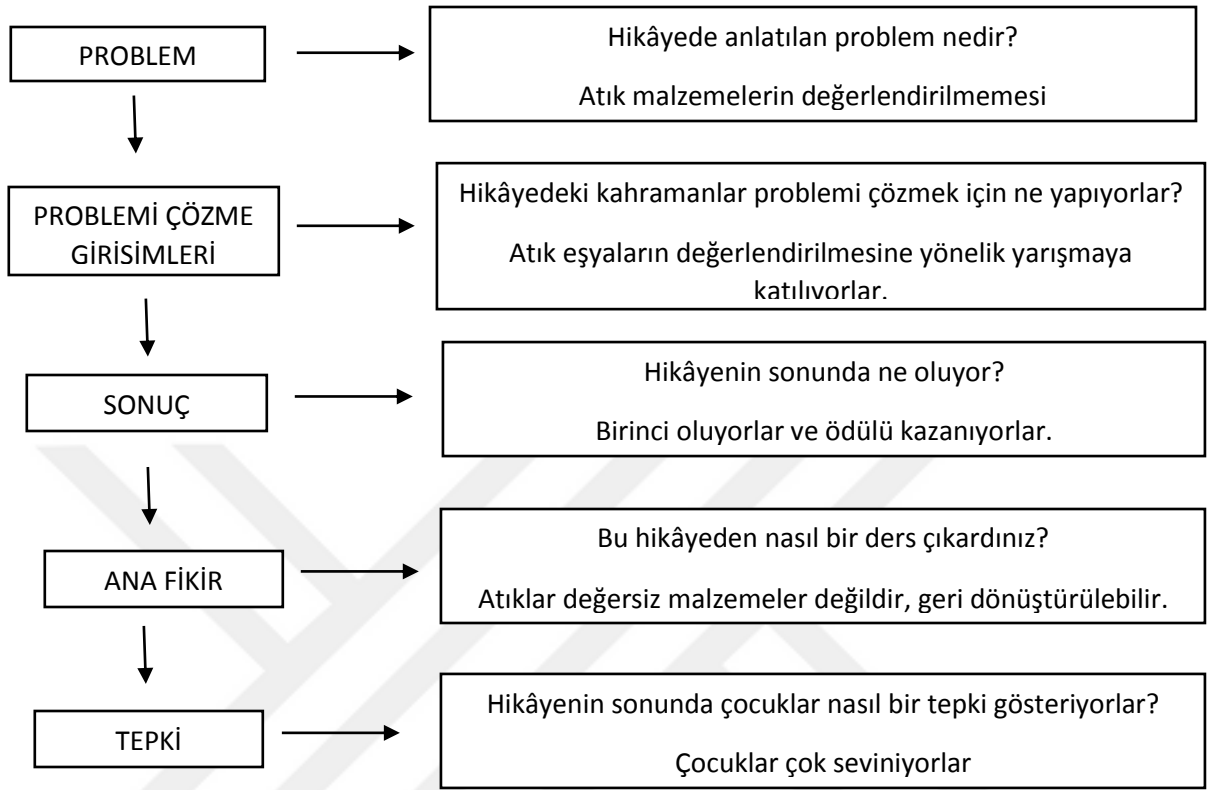 PROBLEM
Hikâyede anlatılan problem nedir?
Atık malzemelerin değerlendirilmemesi
PROBLEMİ ÇÖZME
GİRİSİMLERİ
Hikâyedeki kahramanlar problemi çözmek için ne yapıyorlar?
Atık eşyaların değerlendirilmesine yönelik yarışmaya
katılıyorlar.
SONUÇ
Hikâyenin sonunda ne oluyor?
Birinci oluyorlar ve ödülü kazanıyorlar.
ANA FİKİR
Bu hikâyeden nasıl bir ders çıkardınız?
Atıklar değersiz malzemeler değildir, geri dönüştürülebilir.
TEPKİ
Hikâyenin sonunda çocuklar nasıl bir tepki gösteriyorlar?
Çocuklar çok seviniyorlar